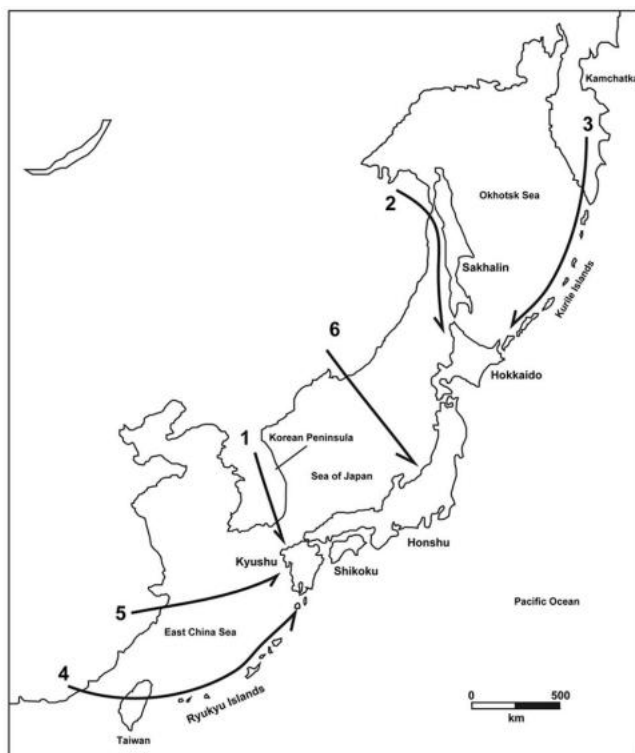 Kamchatka
3
2
Okhotsk Sea
Sakhalin
Kurile Islands
6
Hokkaido
1
Korean Peninsula
Sea of Japan
Honshu
Kyushu
Shikoku
5
Pacific Ocean
East China Sea
4
Ryukyu Islands
0 500
km
Taiwan